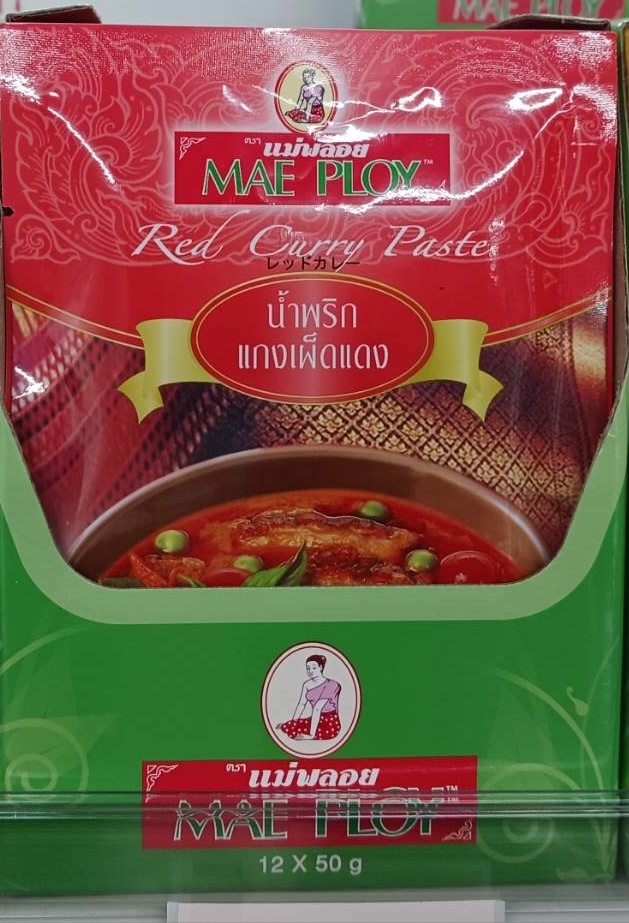 MAE PLOY
ตรา แม่พลอย
MAE PLOY™
Red Curry Paste
レッドカレー
น้ำพริก
แกงเผ็ดแดง
ตรา แม่พลอย
MAE PLOY™
12 X 50 g